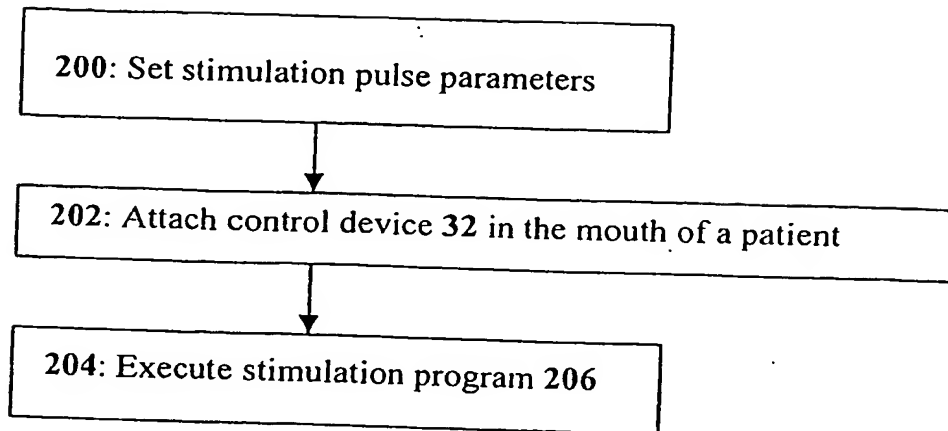 200: Set stimulation pulse parameters
202: Attach control device 32 in the mouth of a patient
204: Execute stimulation program 206